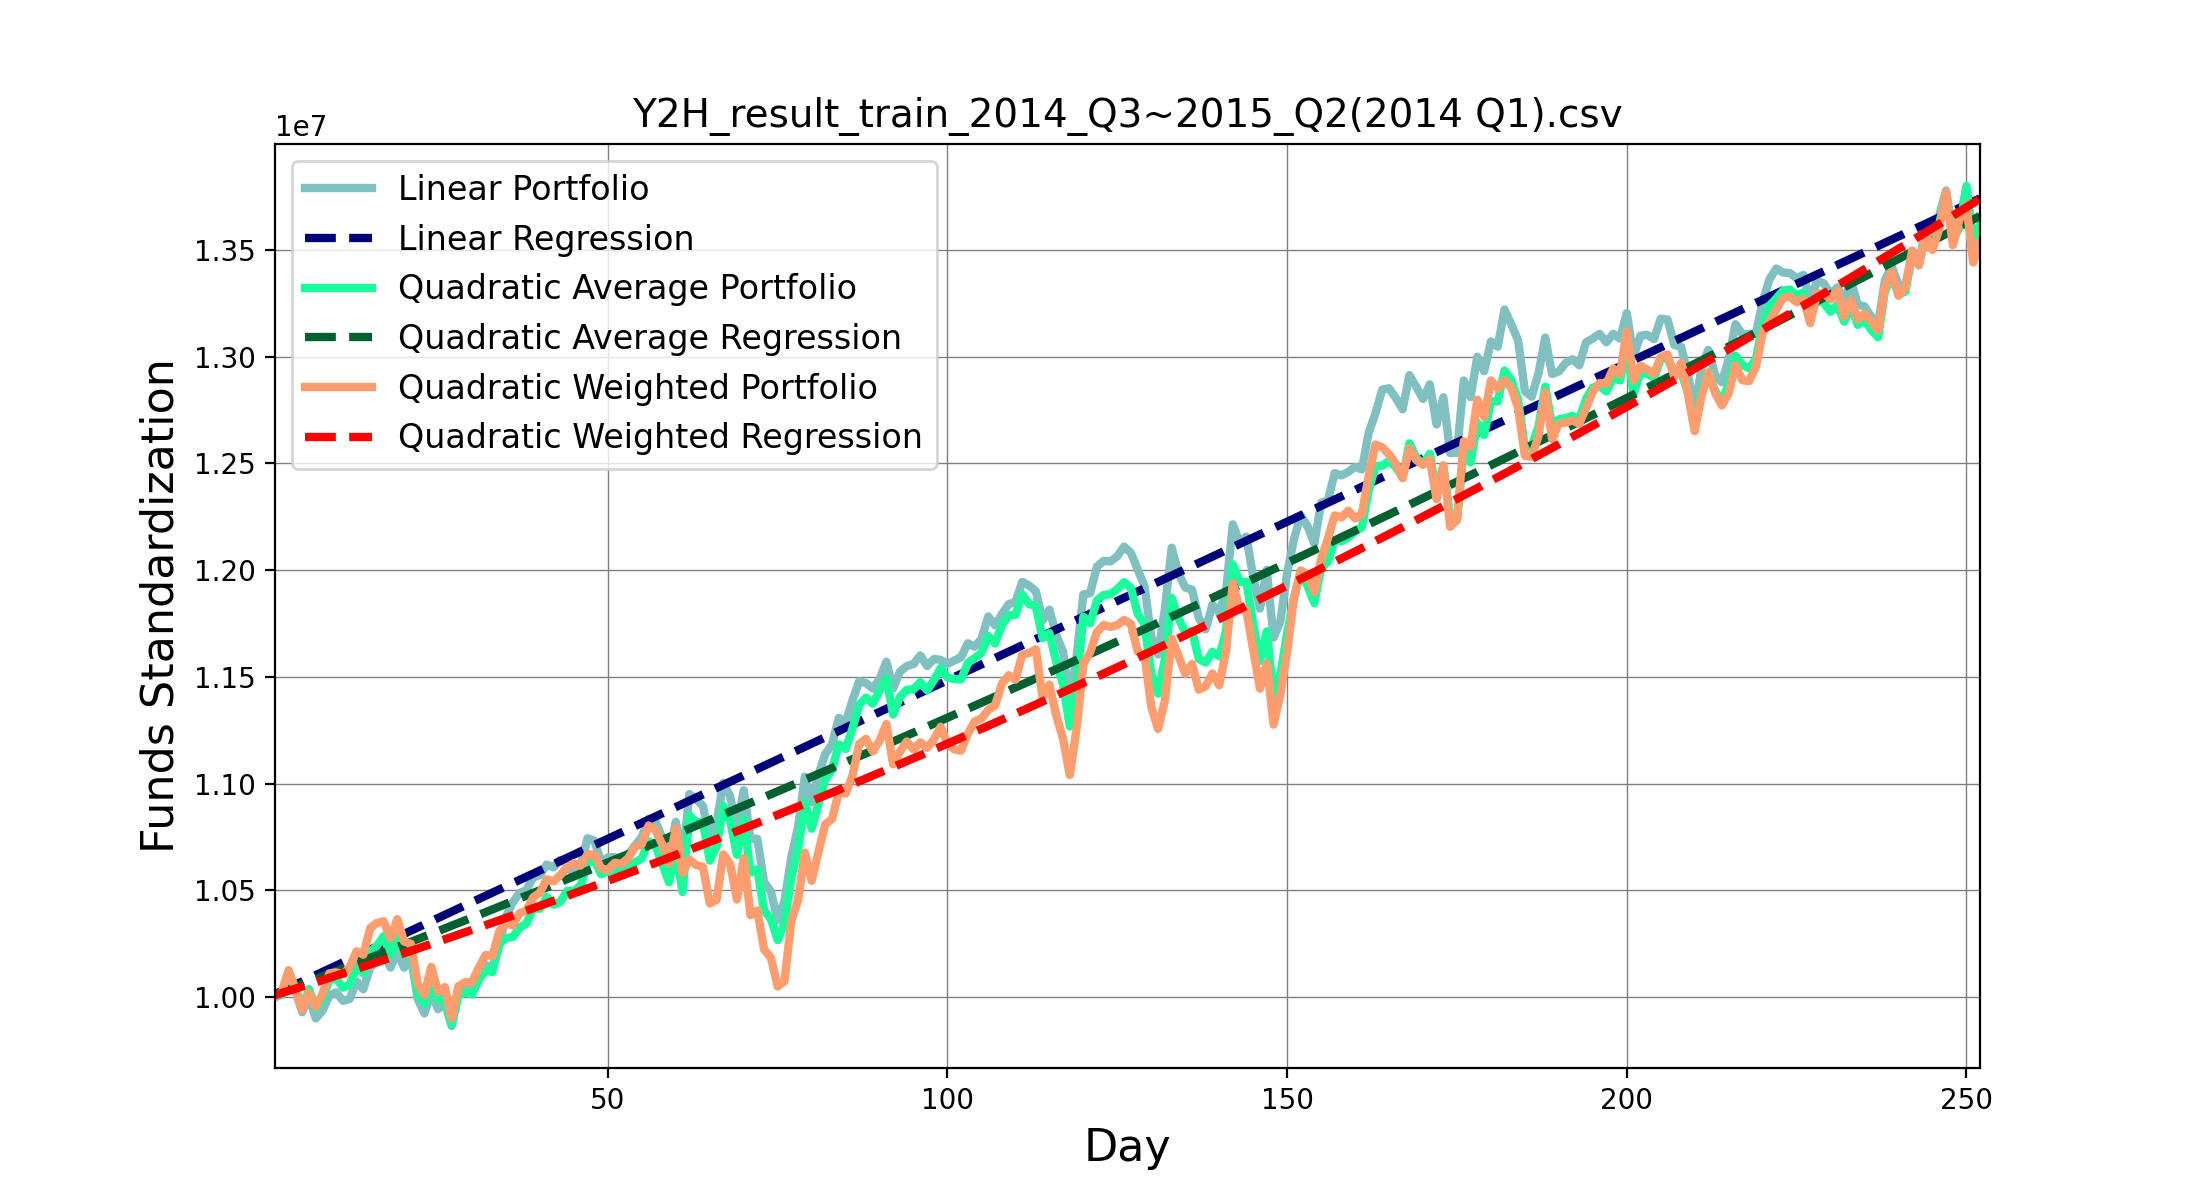 Y2H_result_train_2014_Q3~2015_Q2(2014 Q1).csv
1e7
Linear Portfolio
Linear Regression
Quadratic Average Portfolio
Quadratic Average Regression
Quadratic Weighted Portfolio
Quadratic Weighted Regression
Funds Standardization
1.35
1.30
1.25
1.20
1.15
1.10
1.05
1.00
50 100 150 200 250
Day